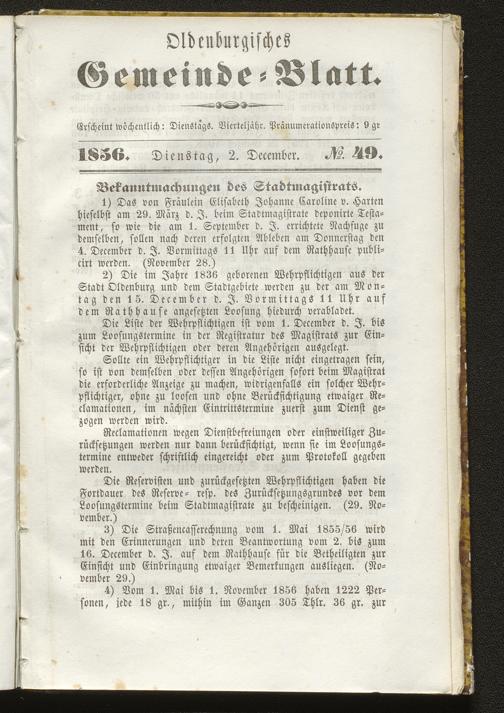 Oldenburgisches
Gemeinde-Blatt.
Erscheint wöchentlich: Dienstags. Vierteljähr. Pränumerationspreis: 9 gr
1856. Dienstag, 2. December. № 49.
Bekanntmachungen des Stadtmagistrats.
1) Das von Fräulein Elisabeth Johanne Caroline v. Harten
hieselbst am 29. März d. J. beim Stadtmagistrate deponirte Testa-
ment, so wie die am 1. September d. J. errichtete Nachfuge zu
demselben, sollen nach deren erfolgten Ableben am Donnerstag den
4. December d. J. Vormittags 11 Uhr auf dem Rathhause publi-
cirt werden. (November 28.)
2) Die im Jahre 1836 geborenen Wehrpflichtigen aus der
Stadt Oldenburg und dem Stadtgebiete werden zu der am Mon-
tag den 15. December d. J. Vormittags 11 Uhr auf
dem Rathhause angesetzten Loosung hiedurch verabladet.
Die Liste der Wehrpflichtigen ist vom 1. December d. J. bis
zum Loosungstermine in der Registratur des Magistrats zur Ein-
sicht der Wehrpflichtigen oder deren Angehörigen ausgelegt.
Sollte ein Wehrpflichtiger in die Liste nicht eingetragen sein,
so ist von demselben oder dessen Angehörigen sofort beim Magistrat
die erforderliche Anzeige zu machen, widrigenfalls ein solcher Wehr-
pflichtiger, ohne zu loosen und ohne Berücksichtigung etwaiger Re-
clamationen, im nächsten Eintrittstermine zuerst zum Dienst ge-
zogen werden wird.
Reclamationen wegen Dienstbefreiungen oder einstweiliger Zu-
rücksetzungen werden nur dann berücksichtigt, wenn sie im Loosungs-
termine entweder schriftlich eingereicht oder zum Protokoll gegeben
werden.
Die Reservisten und zurückgesetzten Wehrpflichtigen haben die
Fortdauer des Reserve- resp. des Zurücksetzungsgrundes vor dem
Loosungstermine beim Stadtmagistrate zu bescheinigen. (29. No-
vember.)
3) Die Straßencasserechnung vom 1. Mai 1855/56 wird
mit den Erinnerungen und deren Beantwortung vom 2. bis zum
16. December d. J. auf dem Rathhause für die Betheiligten zur
Einsicht und Einbringung etwaiger Bemerkungen ausliegen. (No-
vember 29.)
4) Vom 1. Mai bis 1. November 1856 haben 1222 Per-
sonen, jede 18 gr., mithin im Ganzen 305 Thlr. 36 gr. zur